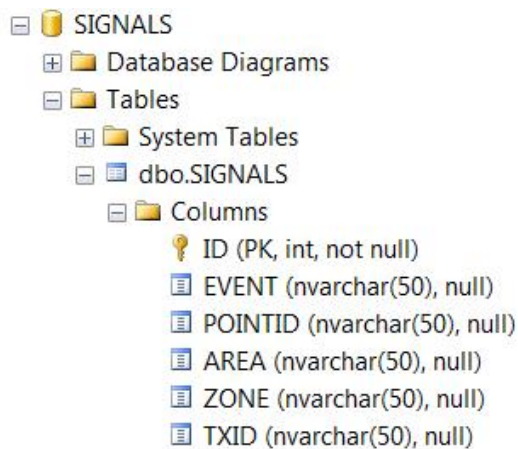 SIGNALS
Database Diagrams
Tables
System Tables
dbo.SIGNALS
Columns
ID (PK, int, not null)
EVENT (nvarchar(50), null)
POINTID (nvarchar(50), null)
AREA (nvarchar(50), null)
ZONE (nvarchar(50), null)
TXID (nvarchar(50), null)